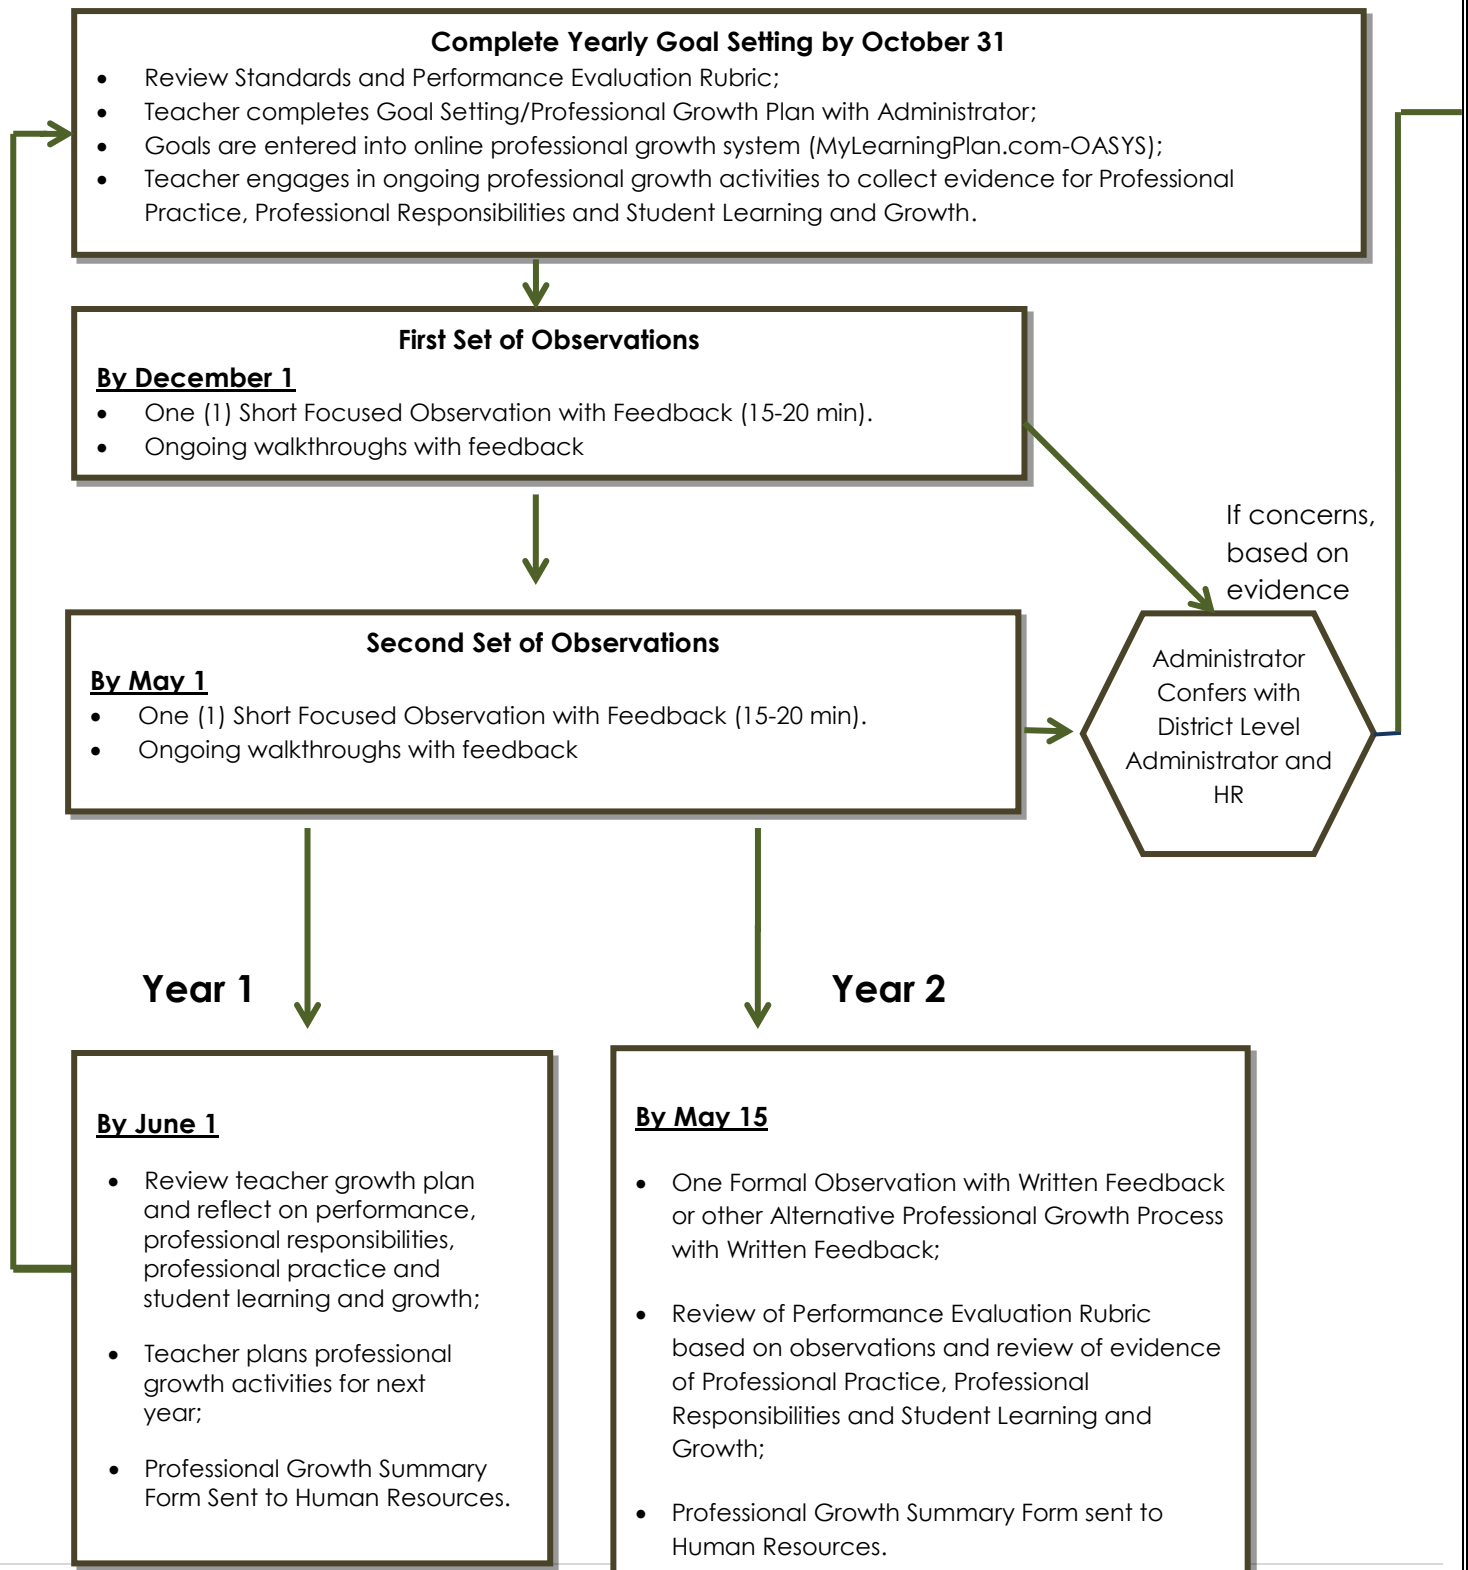 Complete Yearly Goal Setting by October 31
• Review Standards and Performance Evaluation Rubric;
• Teacher completes Goal Setting/Professional Growth Plan with Administrator;
• Goals are entered into online professional growth system (MyLearningPlan.com-OASYS);
• Teacher engages in ongoing professional growth activities to collect evidence for Professional
Practice, Professional Responsibilities and Student Learning and Growth.
First Set of Observations
By December 1
• One (1) Short Focused Observation with Feedback (15-20 min).
• Ongoing walkthroughs with feedback
If concerns,
based on
evidence
Second Set of Observations
By May 1
• One (1) Short Focused Observation with Feedback (15-20 min).
• Ongoing walkthroughs with feedback
Administrator
Confers with
District Level
Administrator and
HR
Year 1
Year 2
By June 1
• Review teacher growth plan
and reflect on performance,
professional responsibilities,
professional practice and
student learning and growth;
• Teacher plans professional
growth activities for next
year;
• Professional Growth Summary
Form Sent to Human Resources.
By May 15
• One Formal Observation with Written Feedback
or other Alternative Professional Growth Process
with Written Feedback;
• Review of Performance Evaluation Rubric
based on observations and review of evidence
of Professional Practice, Professional
Responsibilities and Student Learning and
Growth;
• Professional Growth Summary Form sent to
Human Resources.